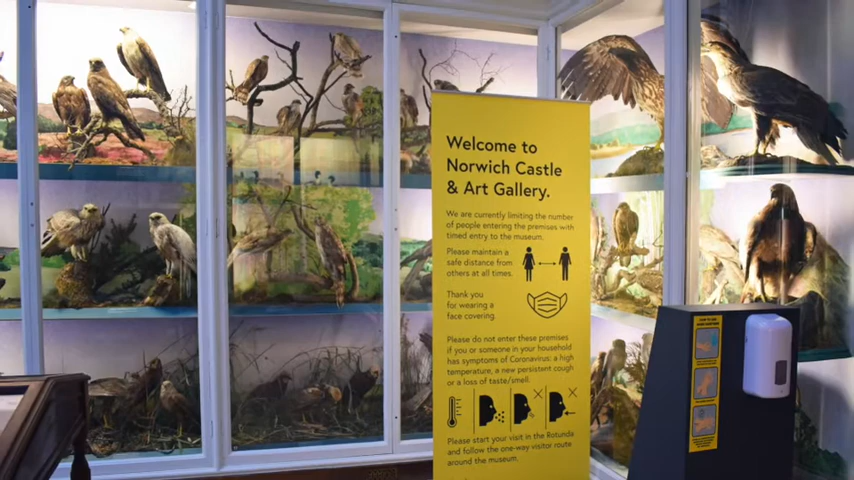 Welcome to
Norwich Castle
& Art Gallery.
We are currently limiting the number
of people entering the premises with
timed entry to the museum.
Please maintain a
safe distance from
others at all times.
Thank you
for wearing a
face covering.
Please do not enter these premises
if you or someone in your household
has symptoms of Coronavirus: a high
temperature, a new persistent cough
or a loss of taste/smell.
Please start your visit in the Rotunda
and follow the one-way visitor route
around the museum.